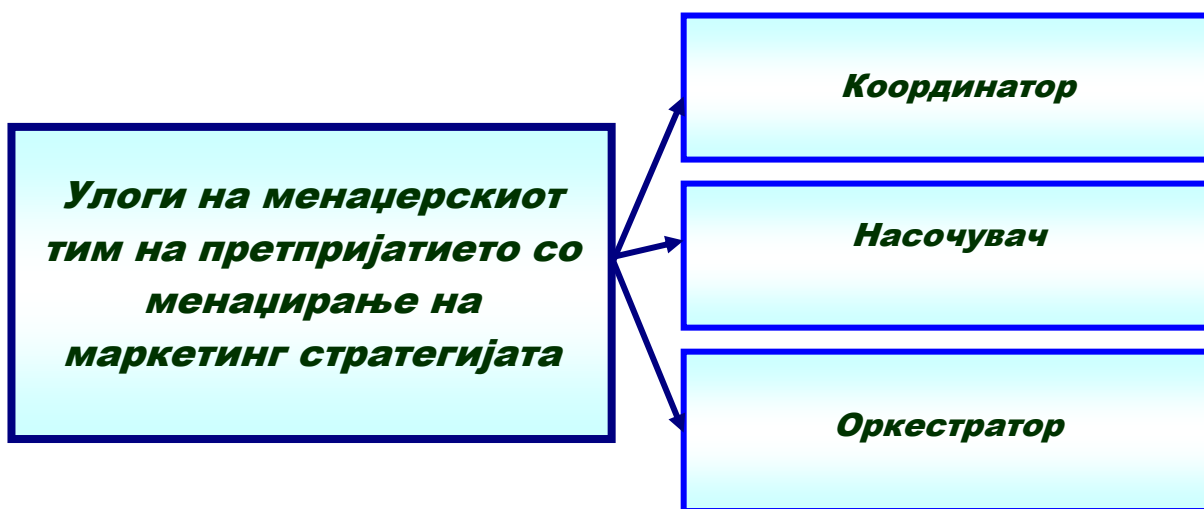 Улоги на менаџерскиот
тим на претпријатието со
менаџирање на
маркетинг стратегијата
Координатор
Насочувач
Оркестратор